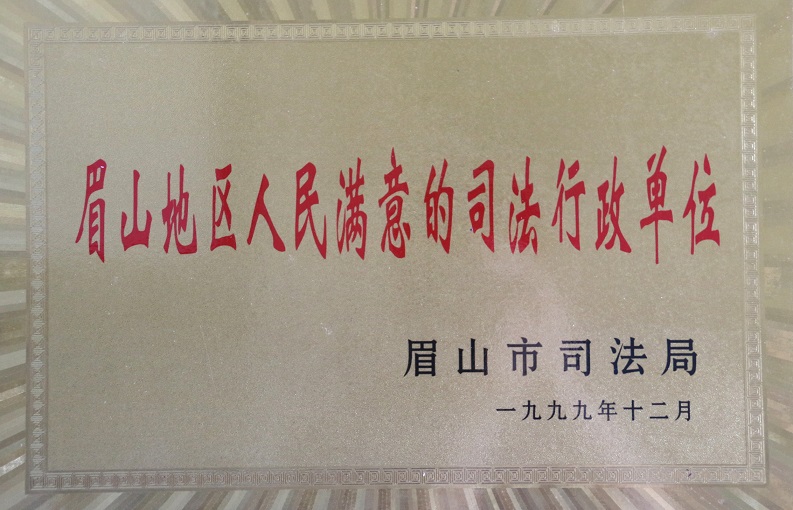 眉山地区人民满意的司法行政单位
眉山市司法局
一九九九年十二月